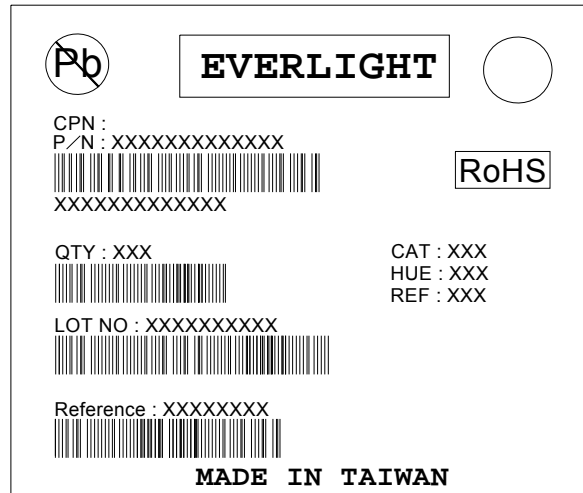 Pb
EVERLIGHT
CPN :
P/N : XXXXXXXXXXXXX
RoHS
XXXXXXXXXXXXX
QTY : XXX
CAT : XXX
HUE : XXX
REF : XXX
LOT NO : XXXXXXXXXX
Reference : XXXXXXXX
MADE IN TAIWAN